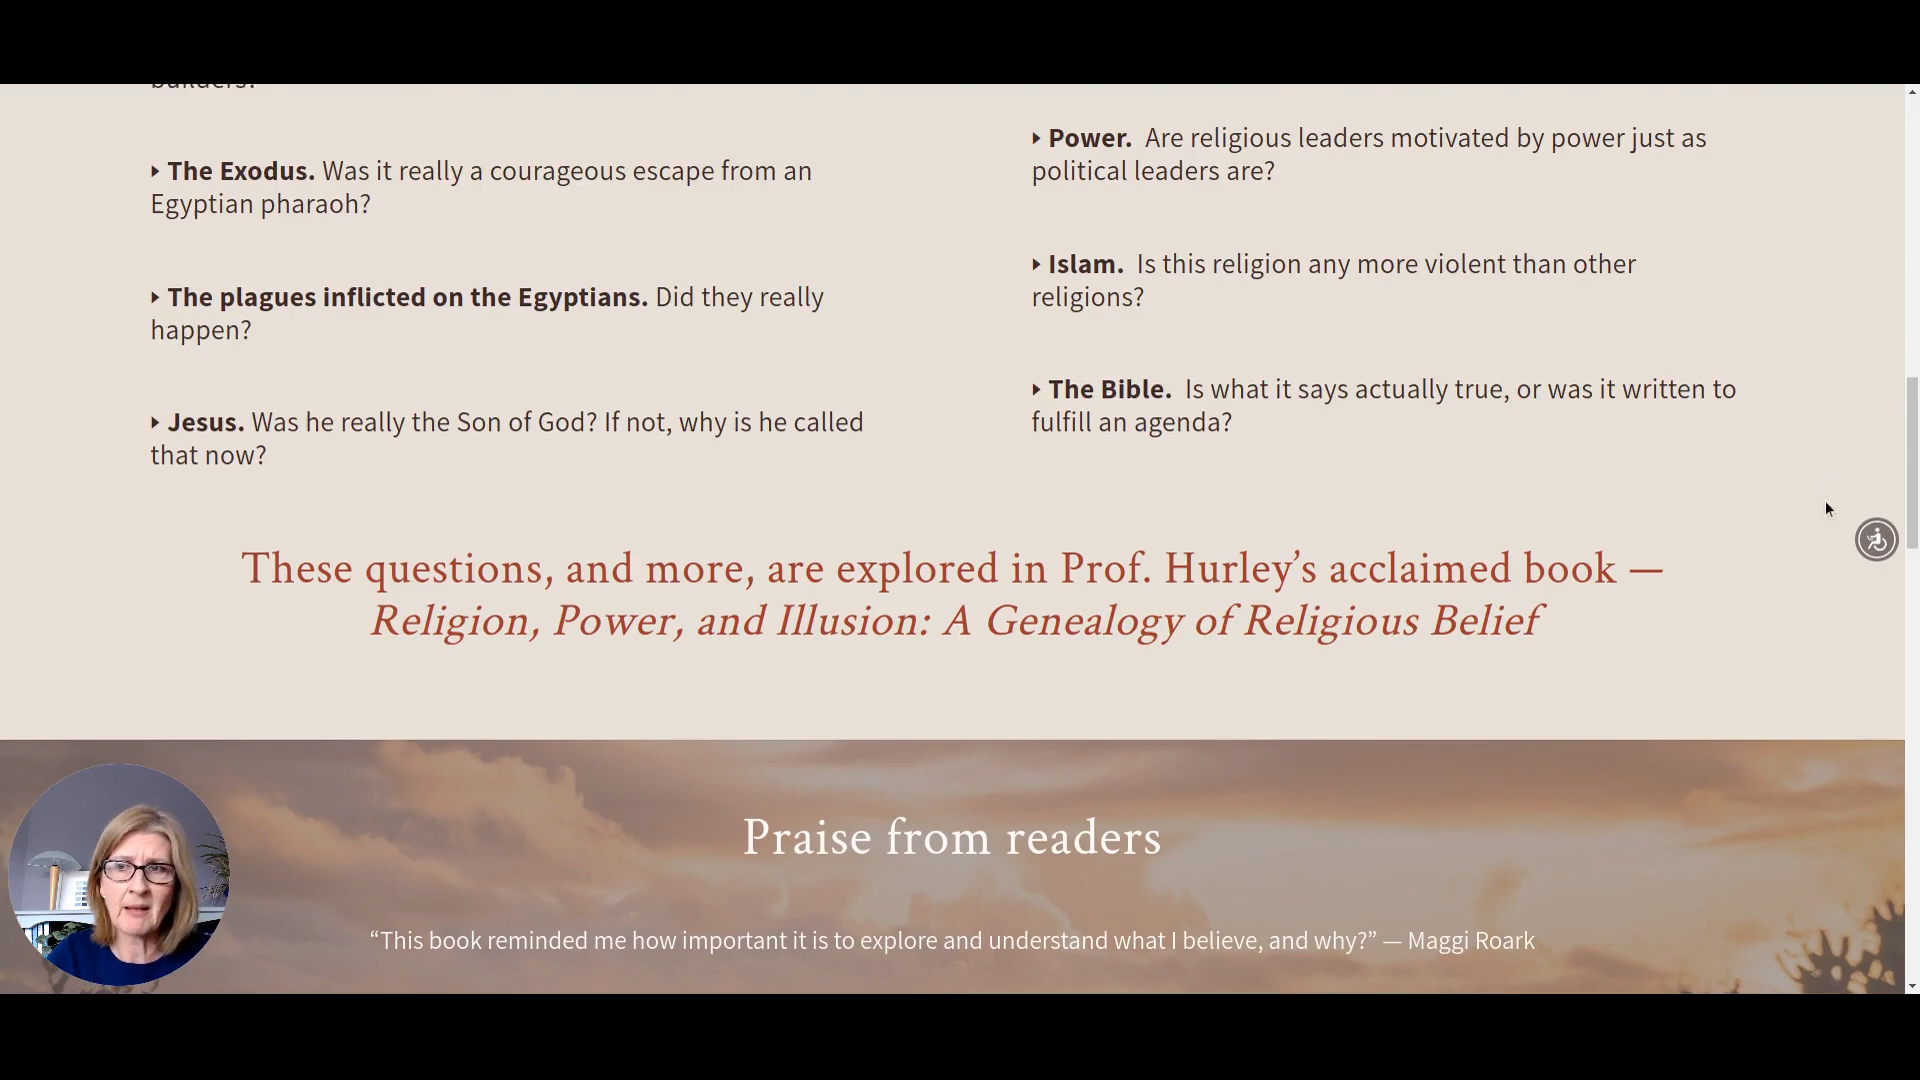 builders?
‣ The Exodus. Was it really a courageous escape from an
Egyptian pharaoh?
‣ The plagues inflicted on the Egyptians. Did they really
happen?
‣ Jesus. Was he really the Son of God? If not, why is he called
that now?
‣ Power.  Are religious leaders motivated by power just as
political leaders are?
‣ Islam.  Is this religion any more violent than other
religions?
‣ The Bible.  Is what it says actually true, or was it written to
fulfill an agenda?
These questions, and more, are explored in Prof. Hurley’s acclaimed book —
Religion, Power, and Illusion: A Genealogy of Religious Belief
Praise from readers
“This book reminded me how important it is to explore and understand what I believe, and why?” — Maggi Roark